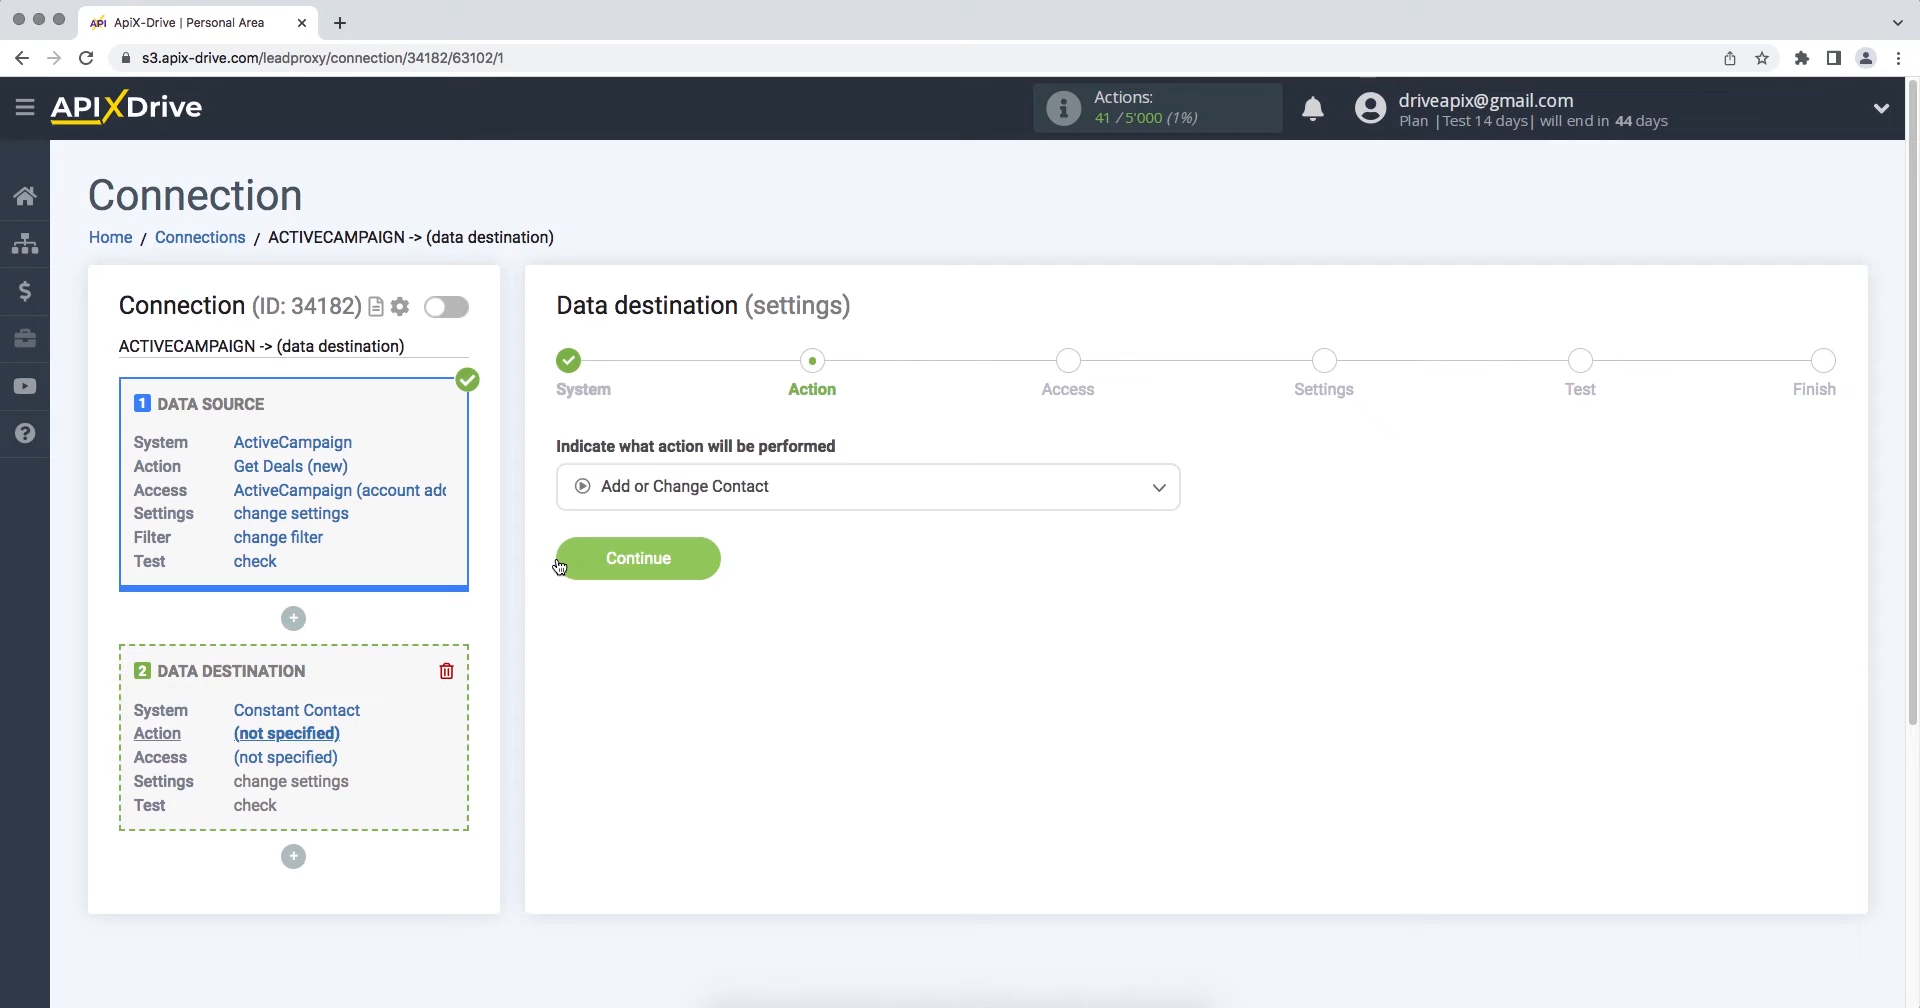 ApiX-Drive | Personal Area
s3.apix-drive.com/leadproxy/connection/34182/63102/1
APIXDrive
Actions:
41 / 5'000 (1%)
driveapix@gmail.com
Plan |Test 14 days| will end in 44 days
Connection
Home / Connections / ACTIVECAMPAIGN -> (data destination)
Connection (ID: 34182)
ACTIVECAMPAIGN -> (data destination)
1 DATA SOURCE
System ActiveCampaign
Action Get Deals (new)
Access ActiveCampaign (account
Settings change settings
Filter change filter
Test check
2 DATA DESTINATION
System Constant Contact
Action (not specified)
Access (not specified)
Settings change settings
Test check
Data destination (settings)
System Action Access Settings Test Finish
Indicate what action will be performed
Add or Change Contact
Continue